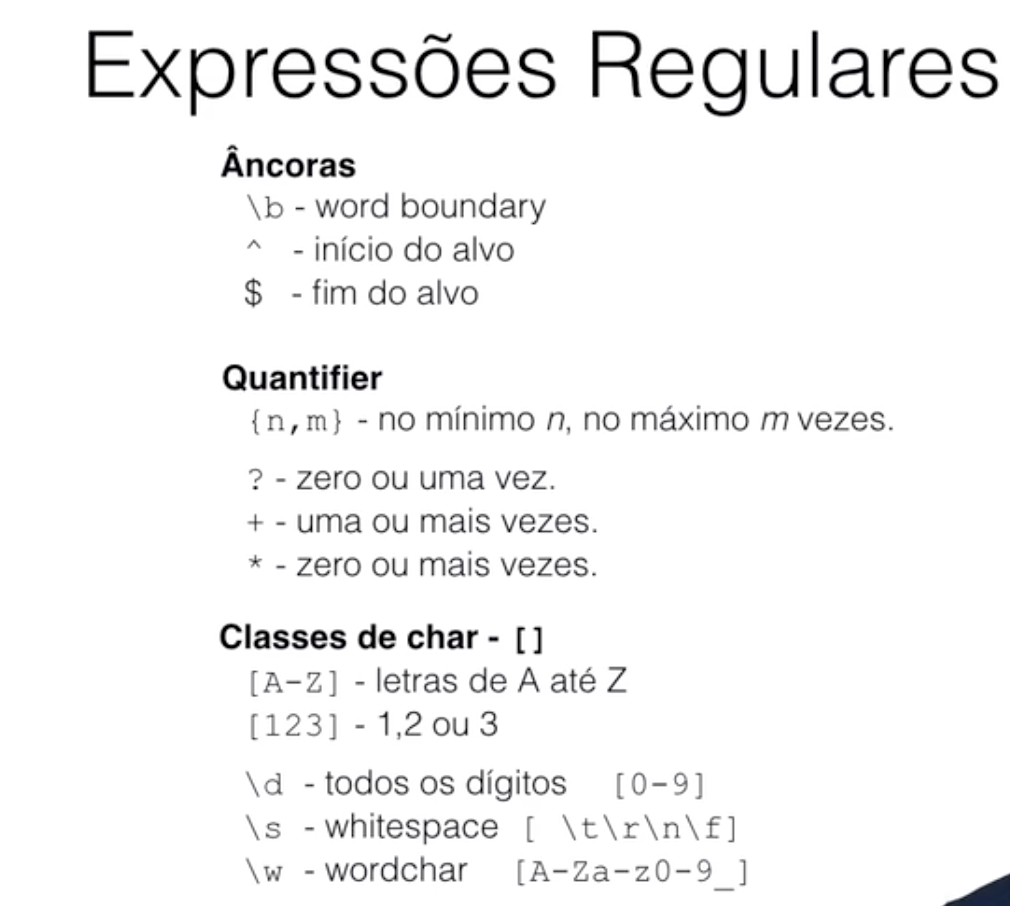 Expressões Regulares
Âncoras
\b - word boundary
^ - início do alvo
$ - fim do alvo
Quantifier
{n,m} - no mínimo n, no máximo m vezes.
? - zero ou uma vez.
+ - uma ou mais vezes.
* - zero ou mais vezes.
Classes de char - []
[A-Z] - letras de A até Z
[123] - 1,2 ou 3
\d - todos os dígitos [0-9]
\s - whitespace [ \t\r\n\f]
\w - wordchar [A-Za-z0-9_]